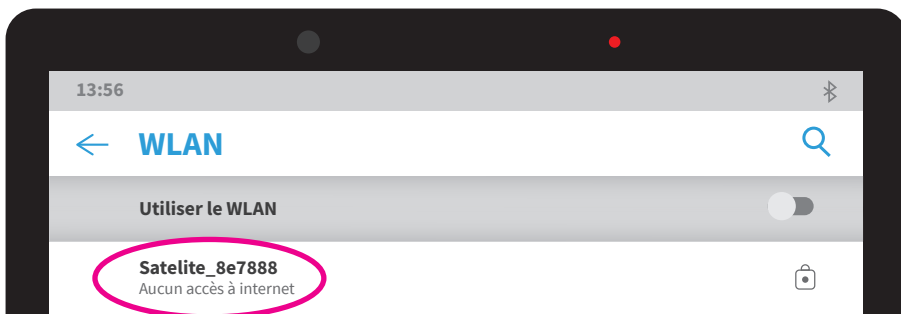 13:56
WLAN
Utiliser le WLAN
Satelite_8e7888
Aucun accès à internet